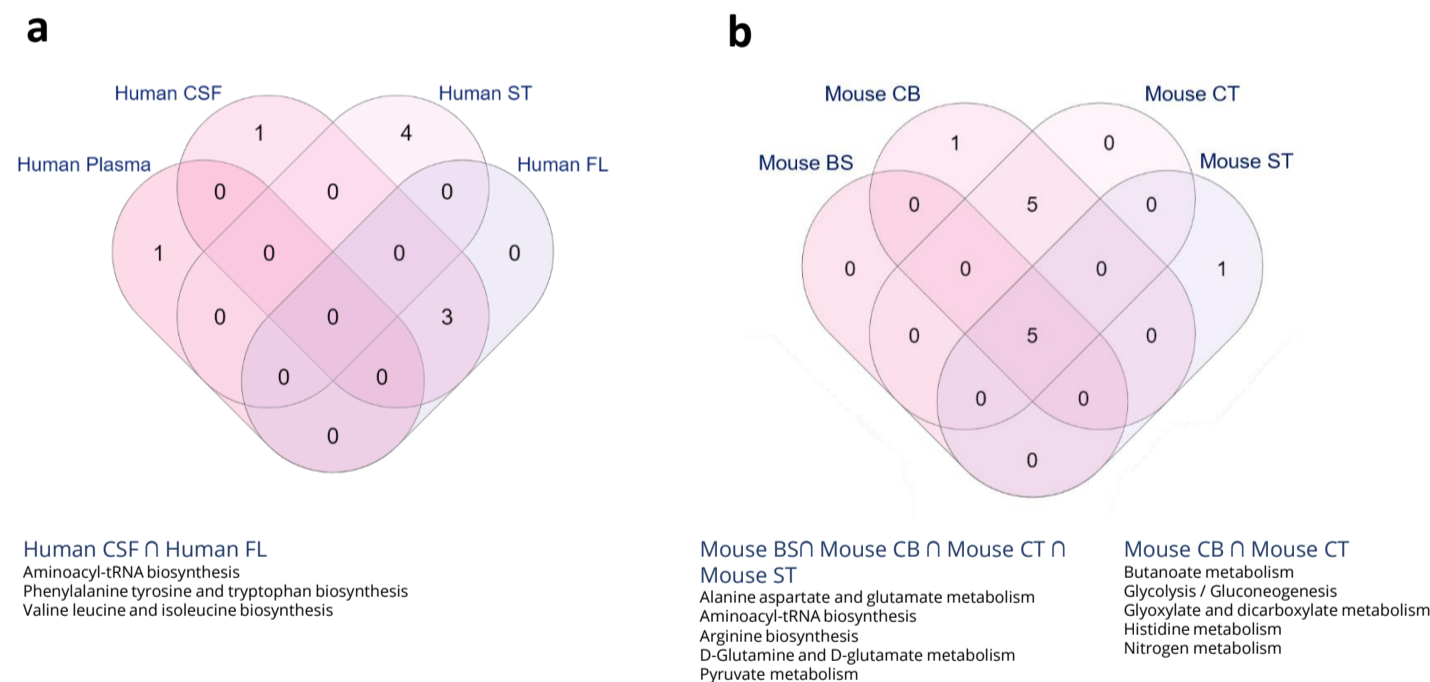 a
Human CSF
Human ST
Human Plasma
Human FL
1
4
0
0
0
1
0
0
0
0
0
3
0
0
0
Human CSF ∩ Human FL
Aminoacyl-tRNA biosynthesis
Phenylalanine tyrosine and tryptophan biosynthesis
Valine leucine and isoleucine biosynthesis
b
Mouse CB
Mouse CT
Mouse BS
Mouse ST
1
0
0
5
0
0
0
0
1
0
5
0
0
0
0
Mouse BS∩ Mouse CB ∩ Mouse CT ∩
Mouse ST
Alanine aspartate and glutamate metabolism
Aminoacyl-tRNA biosynthesis
Arginine biosynthesis
D-Glutamine and D-glutamate metabolism
Pyruvate metabolism
Mouse CB ∩ Mouse CT
Butanoate metabolism
Glycolysis / Gluconeogenesis
Glyoxylate and dicarboxylate metabolism
Histidine metabolism
Nitrogen metabolism